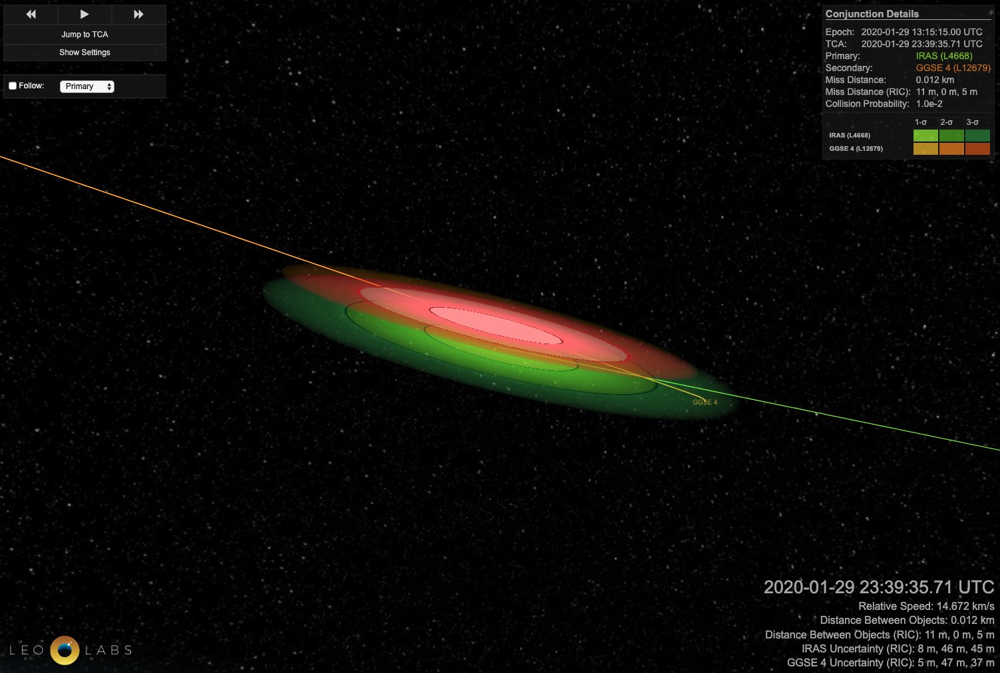 Jump to TCA
Show Settings
Follow: Primary
Conjunction Details
Epoch: 2020-01-29 13:15:15.00 UTC
TCA: 2020-01-29 23:39:35.71 UTC
Primary: IRAS (L4668)
Secondary: GGSE 4 (L12679)
Miss Distance: 0.012 km
Miss Distance (RIC): 11 m, 0 m, 5 m
Collision Probability: 1.0e-2
1-σ 2-σ 3-σ
IRAS (L4668)
GGSE 4 (L12679)
GGSE 4
2020-01-29 23:39:35.71 UTC
Relative Speed: 14.672 km/s
Distance Between Objects: 0.012 km
Distance Between Objects (RIC): 11 m, 0 m, 5 m
IRAS Uncertainty (RIC): 8 m, 46 m, 45 m
GGSE 4 Uncertainty (RIC): 5 m, 47 m, 37 m
LEO LABS